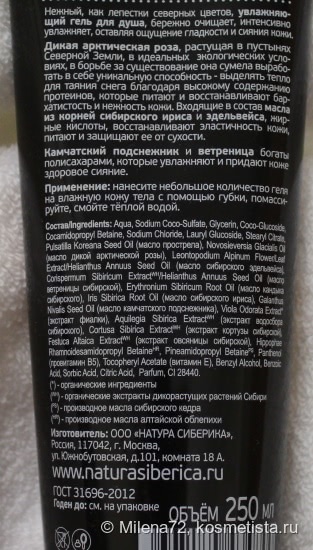 Нежный, как лепестки северных цветов, увлажняю-
щий гель для душа, бережно очищает, интенсивно
увлажняет, оставляя ощущение гладкости и сияния кожи.
Дикая арктическая роза, растущая в пустынях
Северной Земли, в идеальных экологических усло-
виях, в борьбе за существование она сумела вырабо-
тать в себе уникальную способность - выделять тепло
для таяния снега благодаря высокому содержанию
протеинов, которые питают и восстанавливают бар-
хатистость и нежность кожи. Входящие в состав масла
из корней сибирского ириса и эдельвейса, жир-
ные кислоты, восстанавливают эластичность кожи,
питают и защищают ее от сухости.
Камчатский подснежник и ветреница богаты
полисахарами, которые увлажняют и придают коже
здоровое сияние.
Применение: нанесите небольшое количество геля
на влажную кожу тела с помощью губки, помасси-
руйте, смойте тёплой водой.
Состав/Ingredients: Aqua, Sodium Coco-Sulfate, Glycerin, Coco-Glucoside,
Cocamidopropyl Betaine, Sodium Chloride, Lauryl Glucoside, Stearyl Citrate,
Pulsatilla Koreana Seed Oil (масло прострела), Novosieversia Glacialis Oil
(масло дикой арктической розы), Leontopodium Alpinum Flower/Leaf
Extract/Helianthus Annuus Seed Oil (масло сибирского эдельвейса),
Corispermum Sibiricum Extract/Helianthus Annuus Seed Oil (масло
ветреницы сибирской), Erythronium Sibiricum Root Oil (масло кандыка
сибирского), Iris Sibirica Root Oil (масло сибирского ириса), Galanthus
Nivalis Seed Oil (масло камчатского подснежника), Viola Odorata Extract
(экстракт фиалки), Aquilegia Sibirica Extract (экстракт водосбора
сибирского), Cortusa Sibirica Extract (экстракт кортузы сибирской),
Festuca Altaica Extract (экстракт овсяницы сибирской), Hippophae
Rhamnoidesamidopropyl Betaine, Pineamidopropyl Betaine, Panthenol
(провитамин B5), Tocopheryl Acetate (витамин E), Benzyl Alcohol, Benzoic
Acid, Sorbic Acid, Citric Acid, Parfum, CI 28440.
(*) - органические ингредиенты
- органические экстракты дикорастущих растений Сибири
- производное масла сибирского кедра
- производное масла алтайской облепихи
Изготовитель: ООО «НАТУРА СИБЕРИКА»,
Россия, 117042, г. Москва,
ул. Южнобутовская, д.101, комната 18 А.
www.naturasiberica.ru
ГОСТ 31696-2012
Годен до: см. на упаковке
ОБЪЁМ 250 мл
© Milena72, kosmetista.ru